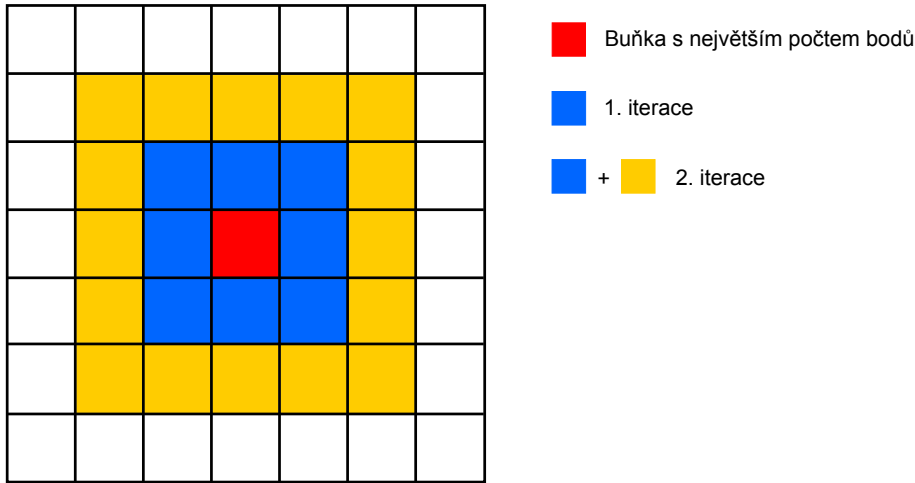 Buňka s největším počtem bodů
1. iterace
+ 2. iterace